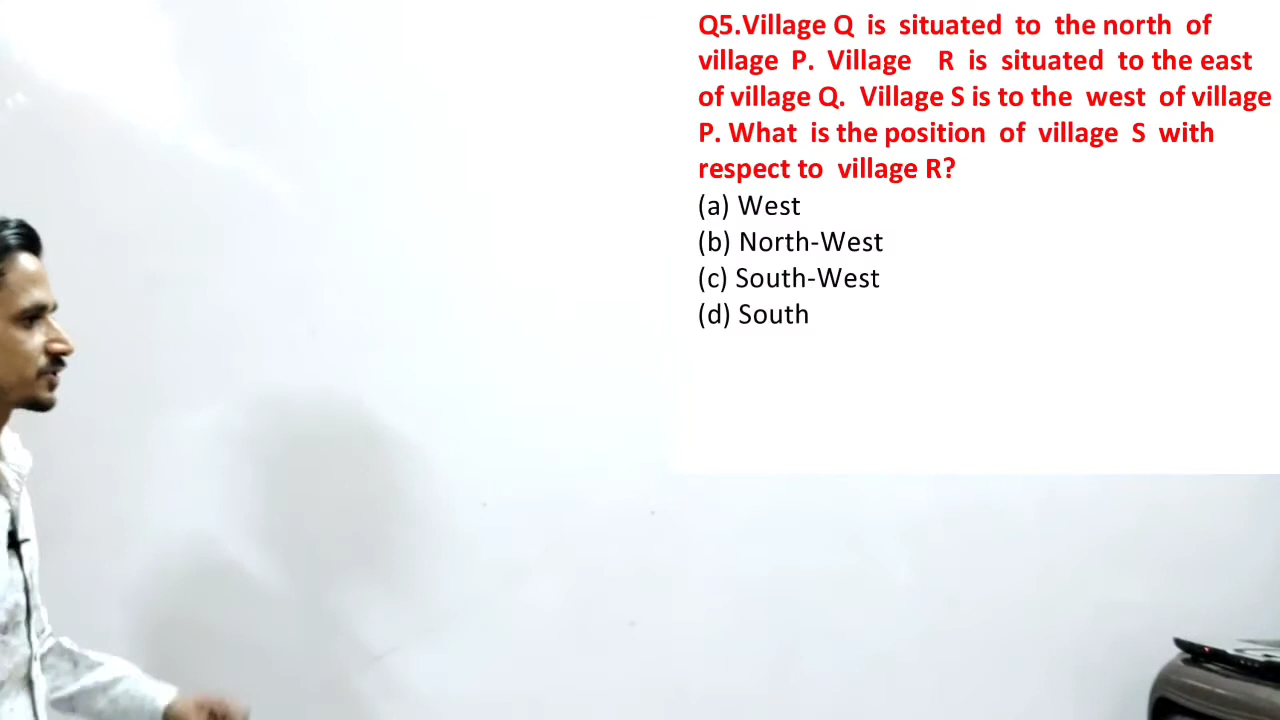 Q5.Village Q is situated to the north of
village P. Village R is situated to the east
of village Q. Village S is to the west of village
P. What is the position of village S with
respect to village R?
(a) West
(b) North-West
(c) South-West
(d) South